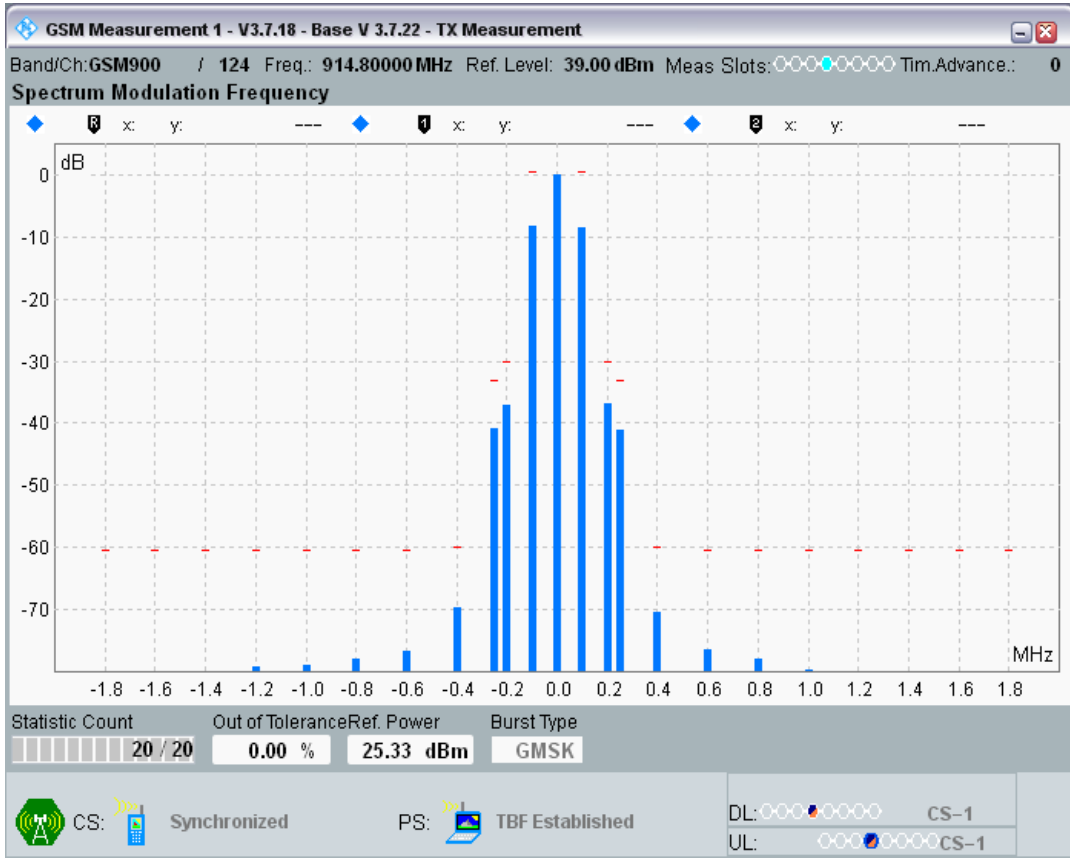 GSM Measurement 1 - V3.7.18 - Base V 3.7.22 - TX Measurement
Band/Ch:GSM900 / 124 Freq.: 914.80000 MHz Ref. Level: 39.00 dBm Meas Slots: Tim.Advance.: 0
Spectrum Modulation Frequency
R x: y: --- 1 x: y: --- 2 x: y: ---
dB
0
-10
-20
-30
-40
-50
-60
-70
MHz
-1.8 -1.6 -1.4 -1.2 -1.0 -0.8 -0.6 -0.4 -0.2 0.0 0.2 0.4 0.6 0.8 1.0 1.2 1.4 1.6 1.8
Statistic Count Out of Tolerance Ref. Power Burst Type
20 / 20 0.00 % 25.33 dBm GMSK
CS: Synchronized PS: TBF Established
DL: CS-1
UL: CS-1